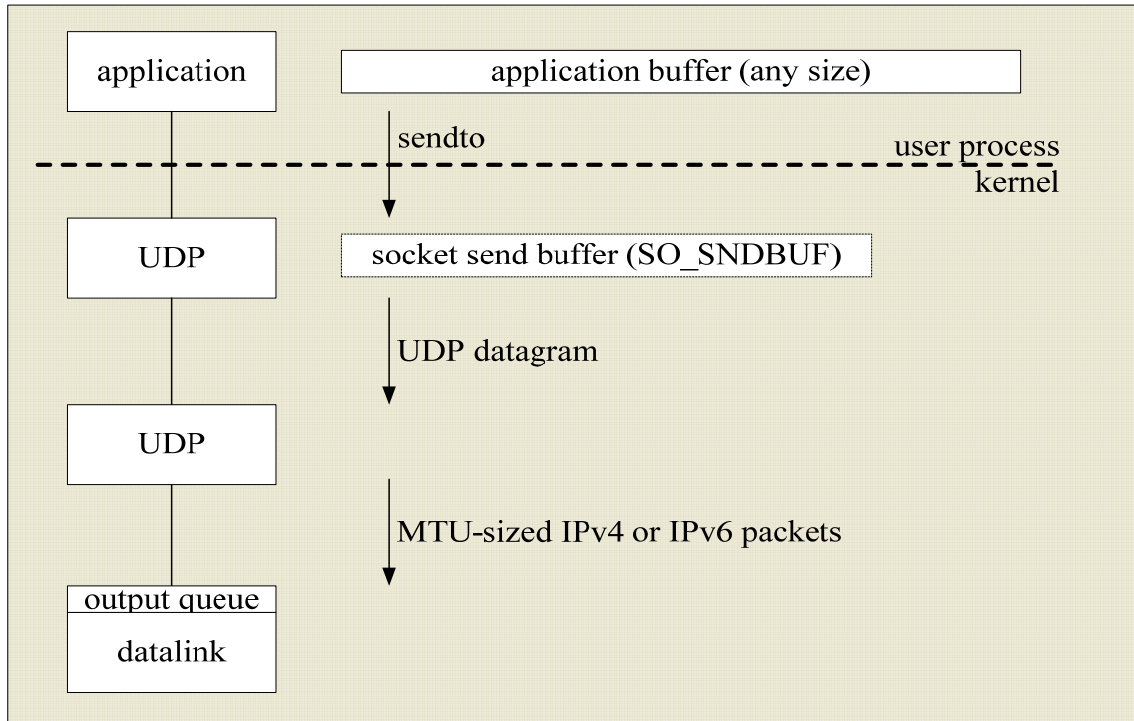 application
application buffer (any size)
sendto
user process
kernel
UDP
socket send buffer (SO_SNDBUF)
UDP datagram
UDP
MTU-sized IPv4 or IPv6 packets
output queue
datalink